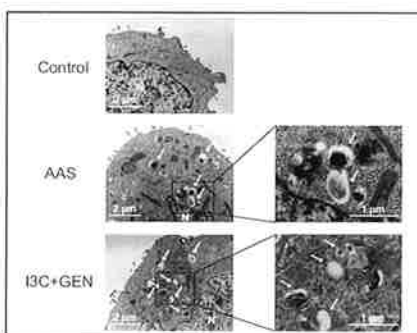 Control
2 µm
AAS
2 µm
N
1 µm
I3C+GEN
N
1 µm